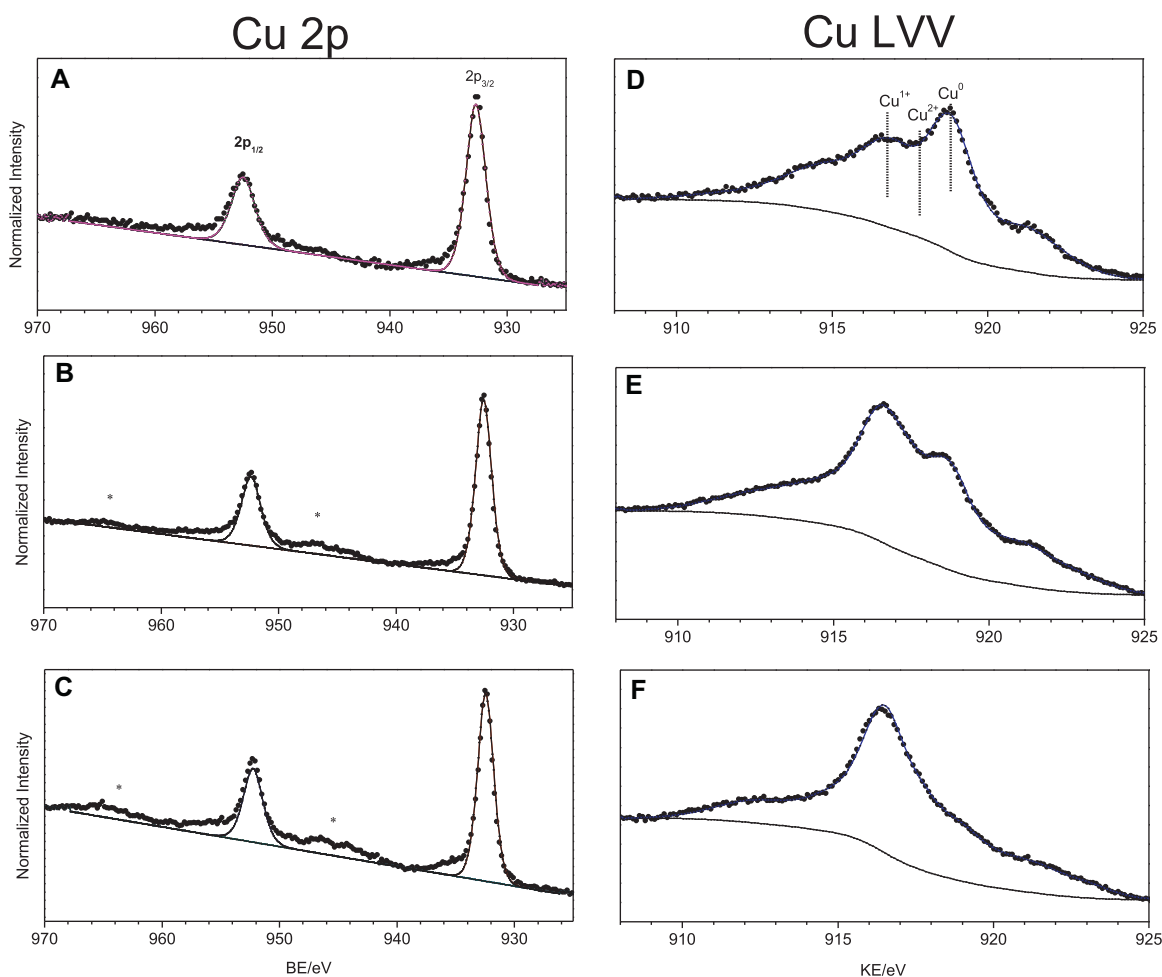 Cu 2p
Cu LVV
A
2p3/2
2p1/2
Normalized Intensity
970 960 950 940 930
D
Cu1+
Cu2+
Cu0
910 915 920 925
B
*
*
Normalized Intensity
970 960 950 940 930
E
910 915 920 925
C
*
*
Normalized Intensity
970 960 950 940 930
BE/eV
F
910 915 920 925
KE/eV